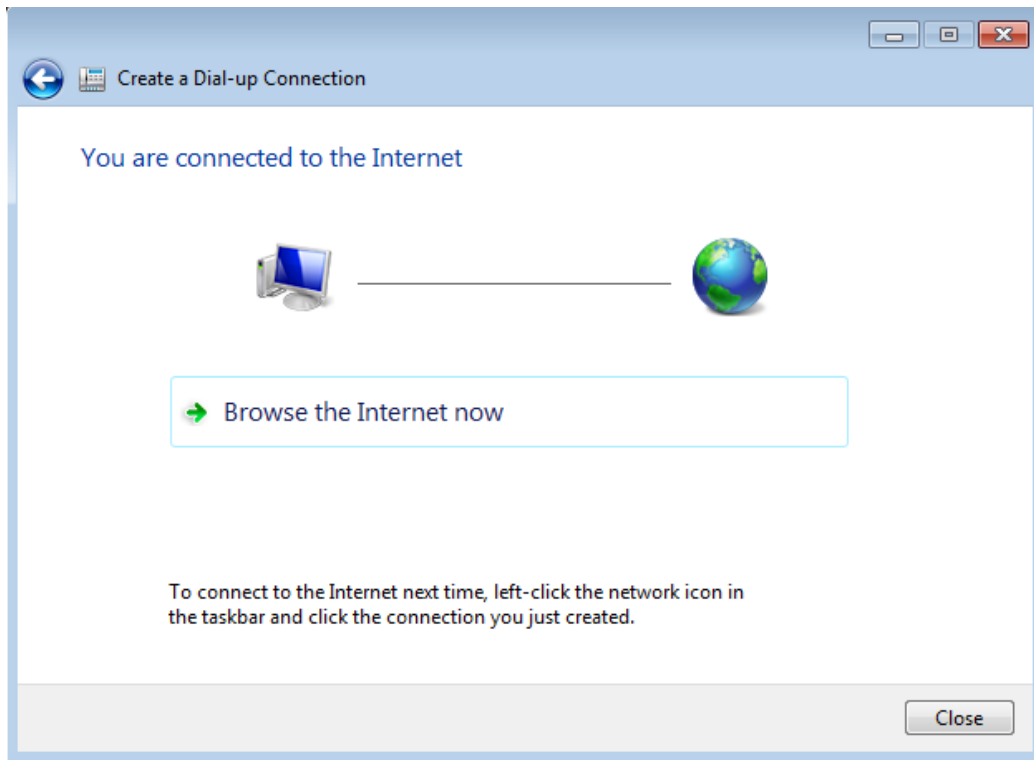 Create a Dial-up Connection
You are connected to the Internet
Browse the Internet now
To connect to the Internet next time, left-click the network icon in
the taskbar and click the connection you just created.
Close